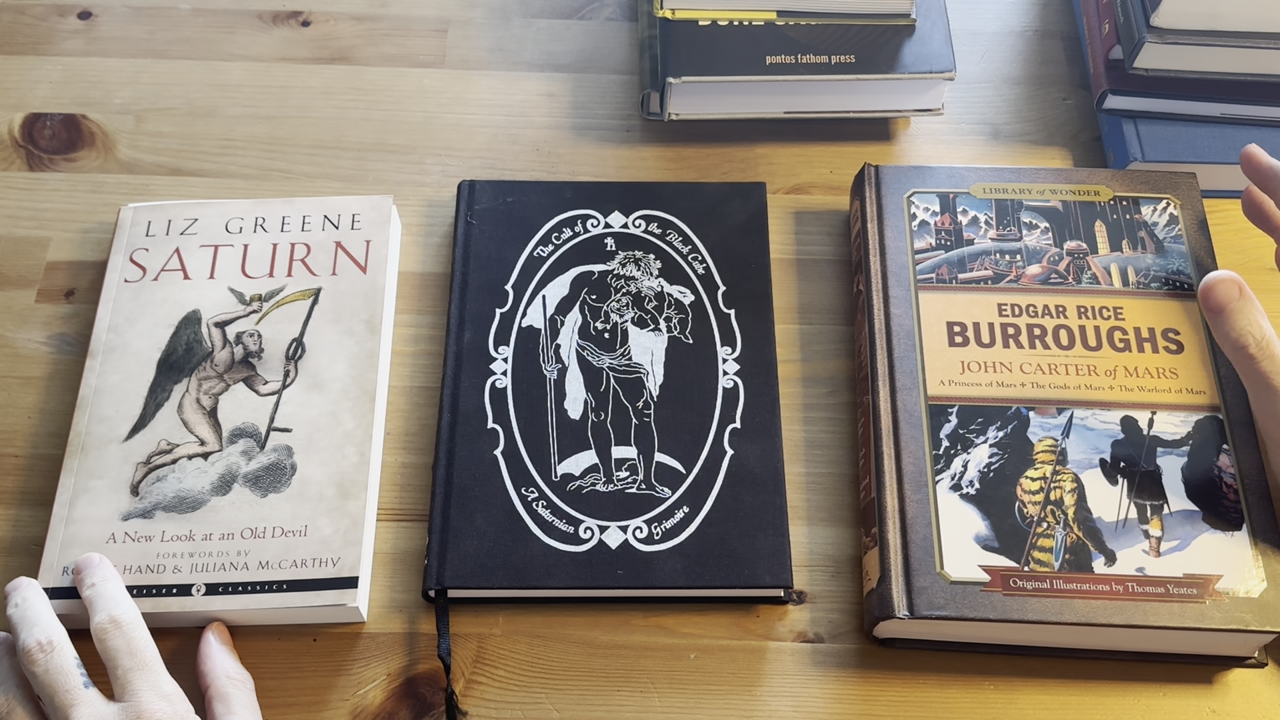 pontos fathom press
LIZ GREENE
SATURN
A New Look at an Old Devil
FOREWORDS BY
HAND & JULIANA McCARTHY
CLASSICS
The Cult of the Black Cube
♄
A Saturnian Grimoire
LIBRARY of WONDER
EDGAR RICE
BURROUGHS
JOHN CARTER of MARS
A Princess of Mars + The Gods of Mars + The Warlord of Mars
Original Illustrations by Thomas Yeates